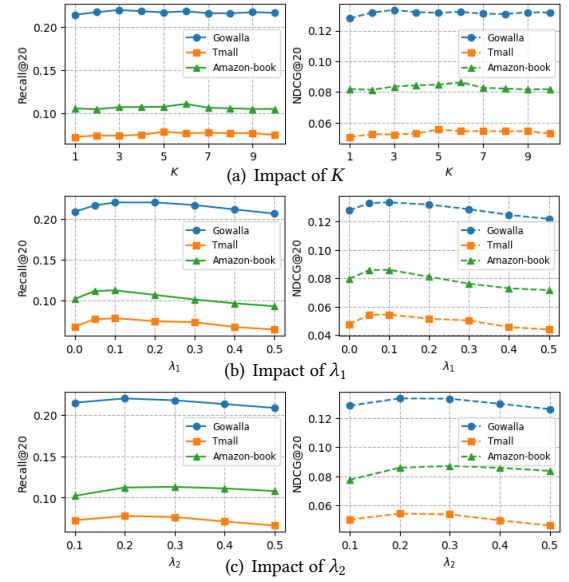 Recall@20
0.20
0.15
0.10
Gowalla
Tmall
Amazon-book
1 3 5 7 9
K
NDCG@20
0.12
0.10
0.08
0.06
Gowalla
Tmall
Amazon-book
1 3 5 7 9
K
(a) Impact of K
Recall@20
0.20
0.15
0.10
Gowalla
Tmall
Amazon-book
0.0 0.1 0.2 0.3 0.4 0.5
λ1
NDCG@20
0.12
0.10
0.08
0.06
0.04
Gowalla
Tmall
Amazon-book
0.0 0.1 0.2 0.3 0.4 0.5
λ1
(b) Impact of λ1
Recall@20
0.20
0.15
0.10
Gowalla
Tmall
Amazon-book
0.1 0.2 0.3 0.4 0.5
λ2
NDCG@20
0.12
0.10
0.08
0.06
Gowalla
Tmall
Amazon-book
0.1 0.2 0.3 0.4 0.5
λ2
(c) Impact of λ2